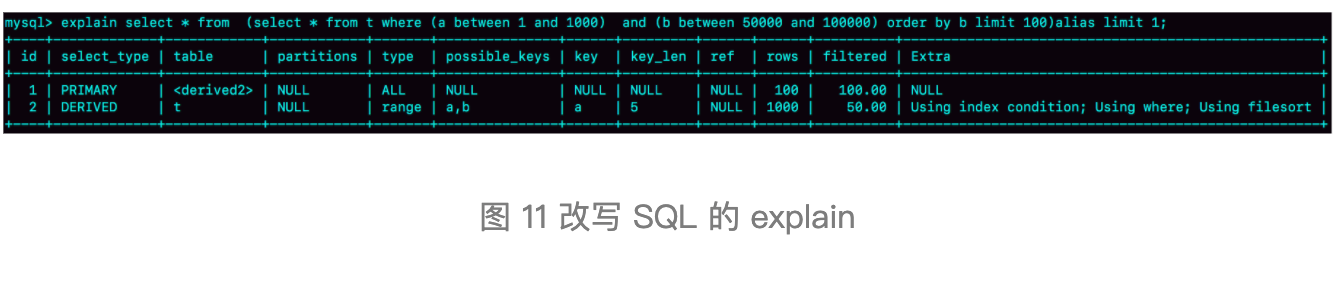 mysql> explain select * from  (select * from t where (a between 1 and 1000)  and (b between 50000 and 100000) order by b limit 100)alias limit 1;
| id | select_type | table | partitions | type | possible_keys | key | key_len | ref | rows | filtered | Extra |
| 1 | PRIMARY | <derived2> | NULL | ALL | NULL | NULL | NULL | NULL | 100 | 100.00 | NULL |
| 2 | DERIVED | t | NULL | range | a,b | a | 5 | NULL | 1000 | 50.00 | Using index condition; Using where; Using filesort |
图 11 改写 SQL 的 explain